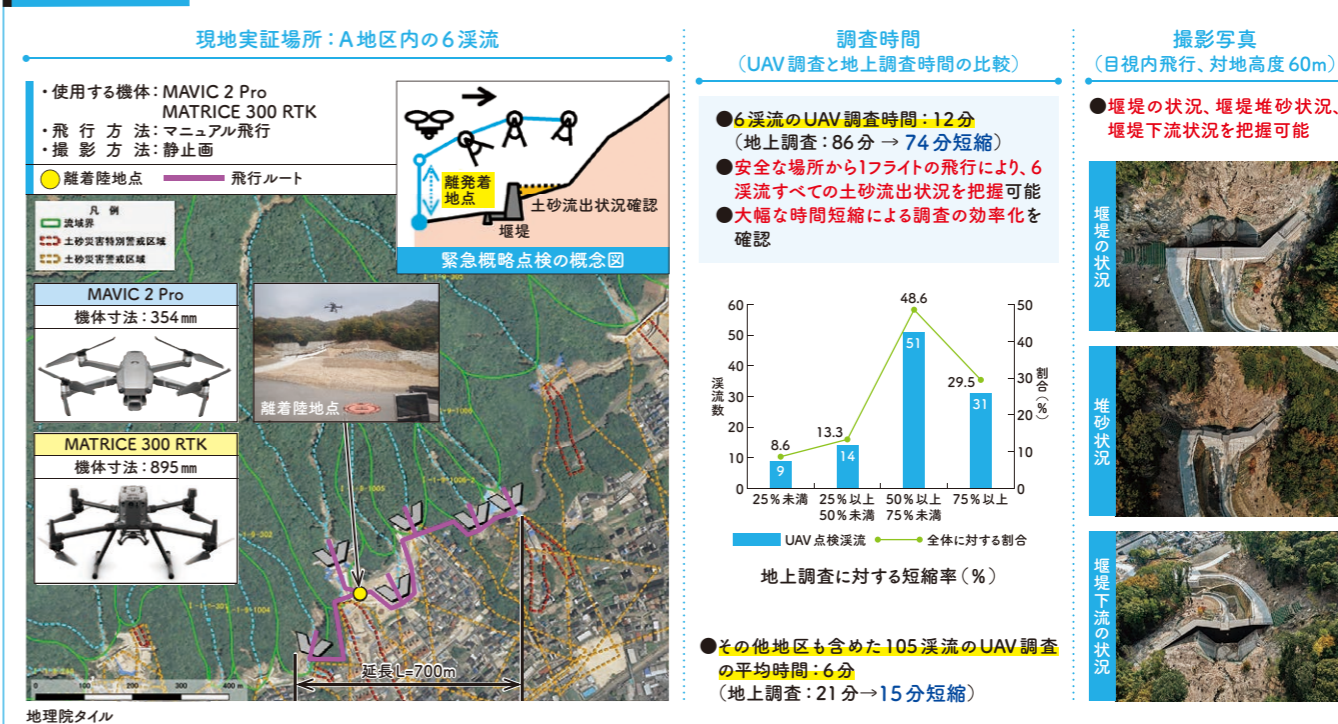 現地実証場所：A地区内の6渓流
・使用する機体：MAVIC 2 Pro
MATRICE 300 RTK
・飛行方法：マニュアル飛行
・撮影方法：静止画
離着陸地点
飛行ルート
凡例
流域界
土砂災害特別警戒区域
土砂災害警戒区域
離発着
地点
土砂流出状況確認
堰堤
緊急概略点検の概念図
MAVIC 2 Pro
機体寸法：354㎜
離着陸地点
MATRICE 300 RTK
機体寸法：895㎜
Ⅰ-1-9-1005
Ⅰ-1-9-1006-2
延長L=700m
0 100 200 300 400 m
地理院タイル
調査時間
（UAV調査と地上調査時間の比較）
●6渓流のUAV調査時間：12分
（地上調査：86分 → 74分短縮）
●安全な場所から1フライトの飛行により、6
渓流すべての土砂流出状況を把握可能
●大幅な時間短縮による調査の効率化を
確認
渓流数
60
50
40
30
20
10
0
8.6
13.3
48.6
29.5
9
14
51
31
50
40
30
20
10
0
割合（%）
25%未満
25%以上
50%未満
50%以上
75%未満
75%以上
UAV点検渓流
全体に対する割合
地上調査に対する短縮率（%）
●その他地区も含めた105渓流のUAV調査
の平均時間：6分
（地上調査：21分→15分短縮）
撮影写真
（目視内飛行、対地高度60m）
●堰堤の状況、堰堤堆砂状況、
堰堤下流状況を把握可能
堰堤の状況
堆砂状況
堰堤下流の状況